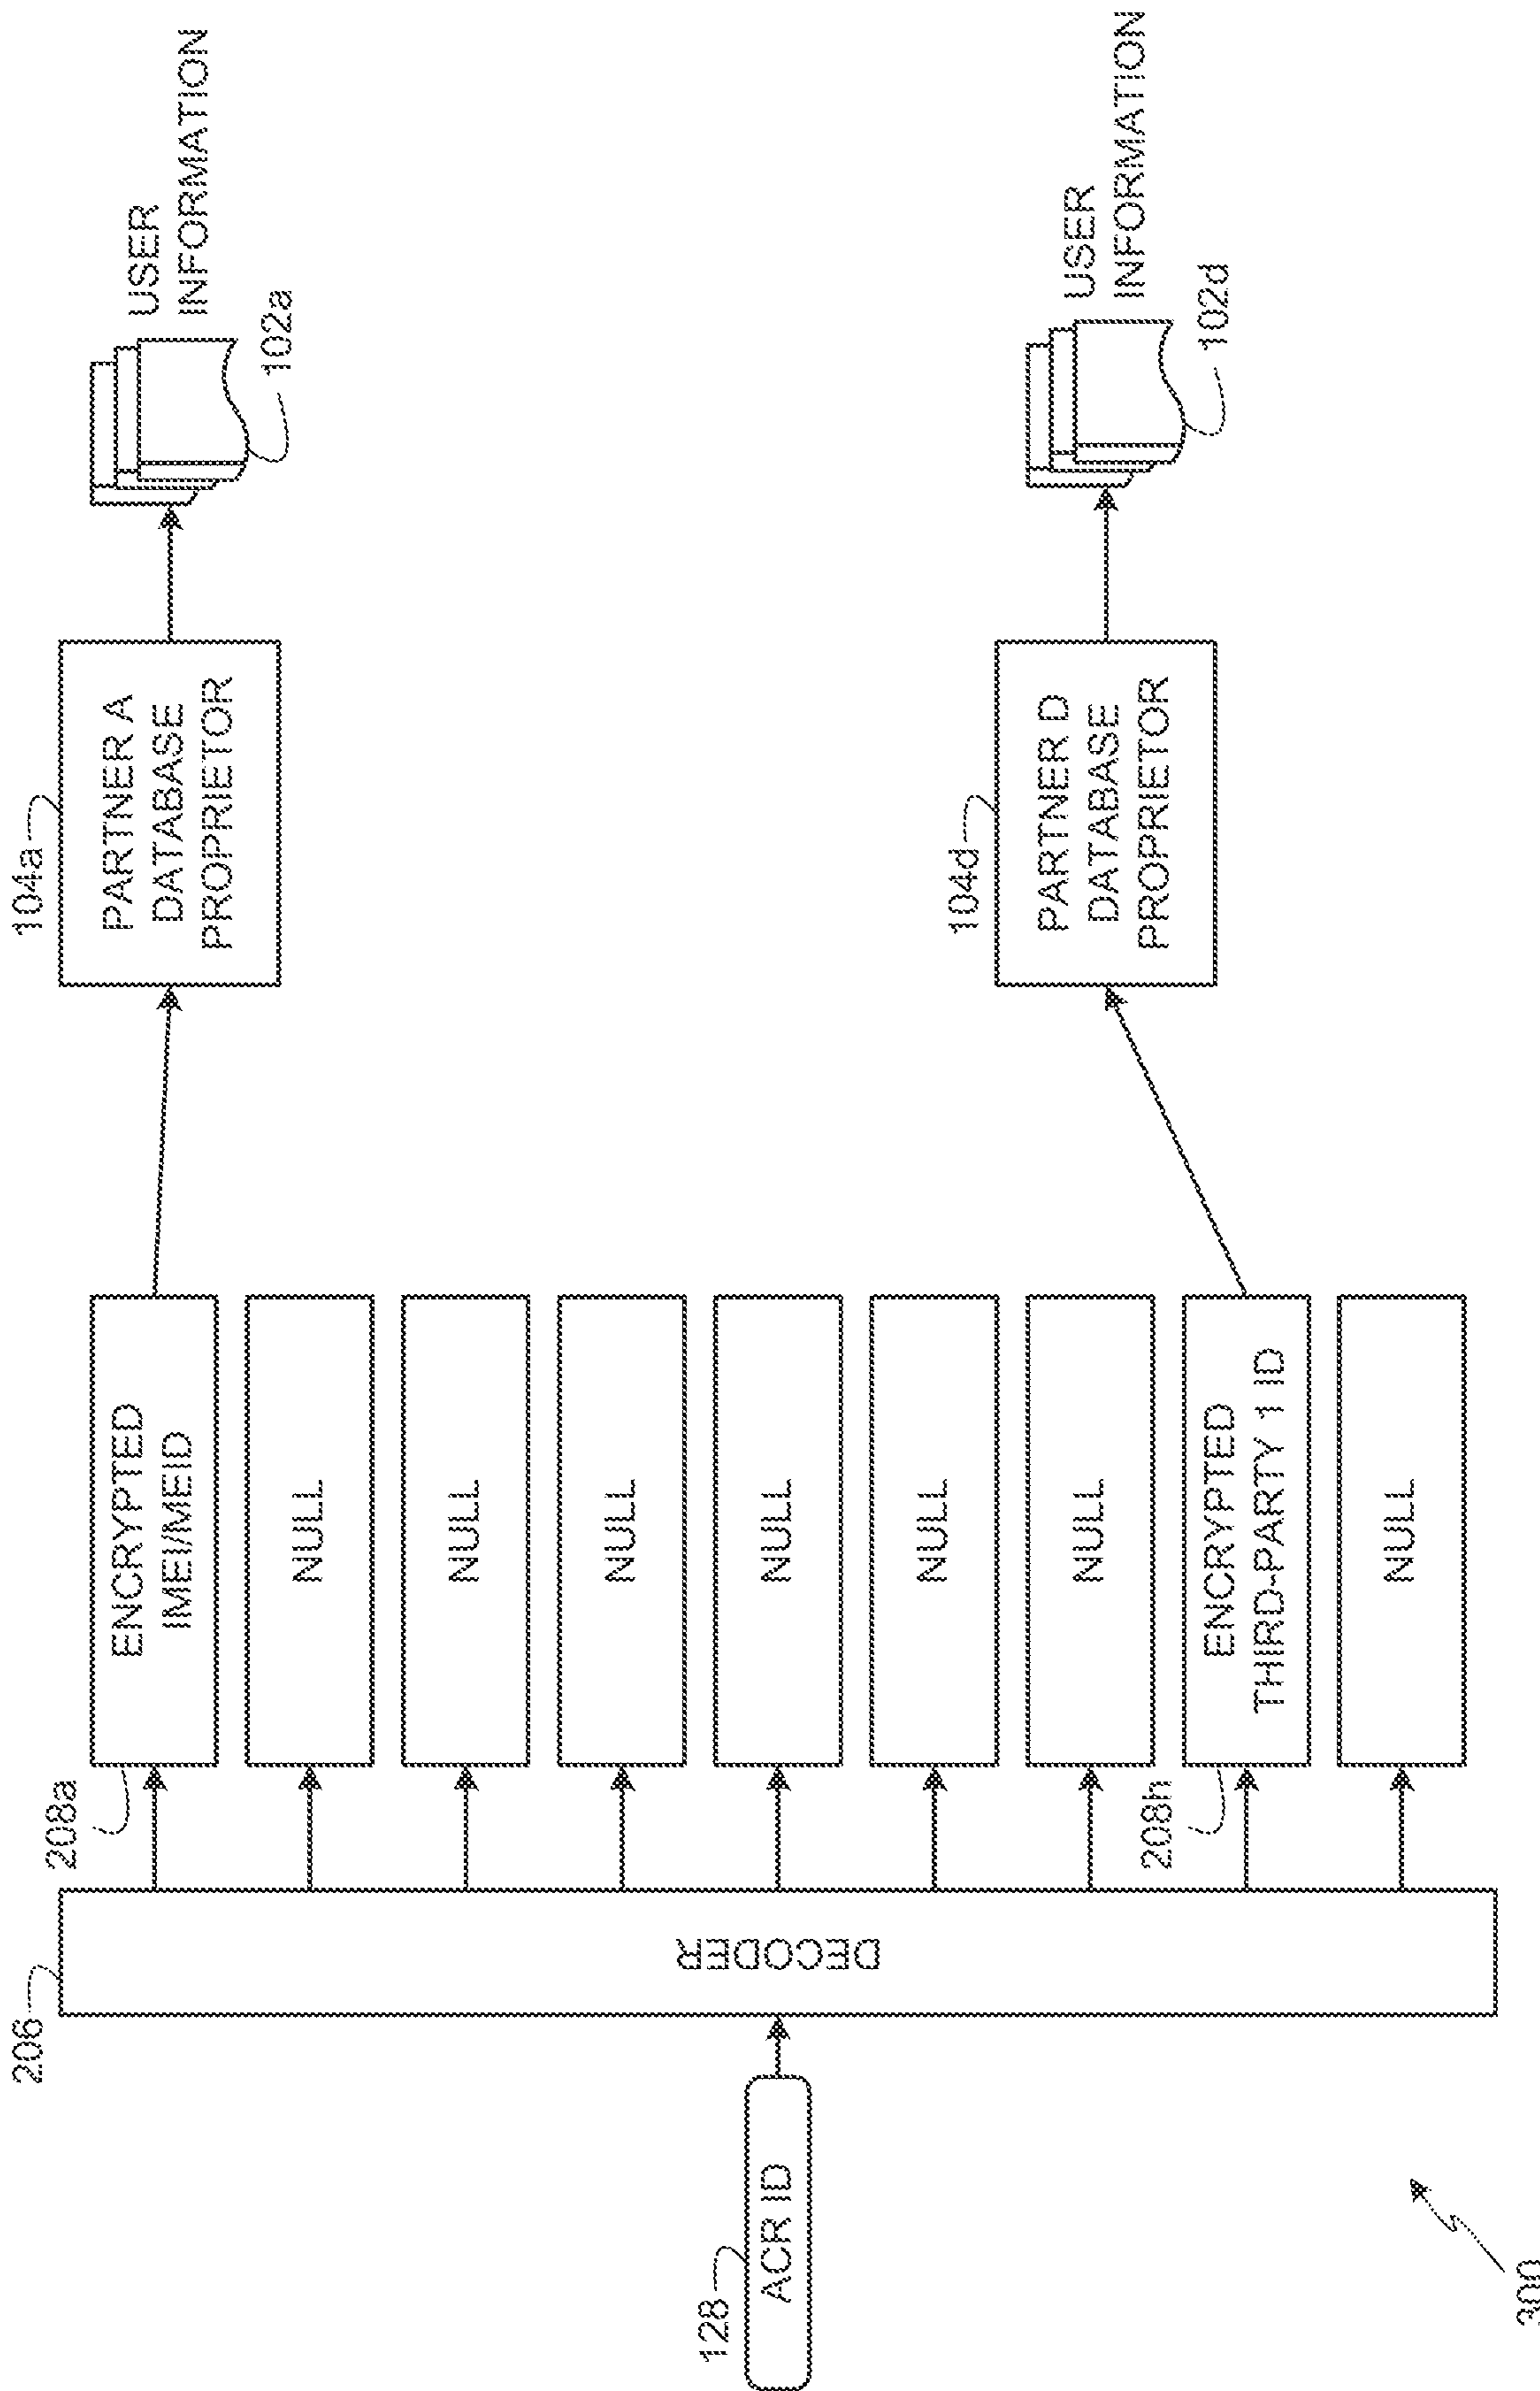 128
ACR ID
206
DECODER
208a
ENCRYPTED
IMEI/MEID
NULL
NULL
NULL
NULL
NULL
NULL
208h
ENCRYPTED
THIRD-PARTY 1 ID
NULL
104a
PARTNER A
DATABASE
PROPRIETOR
104d
PARTNER D
DATABASE
PROPRIETOR
USER
INFORMATION
102a
USER
INFORMATION
102d
300